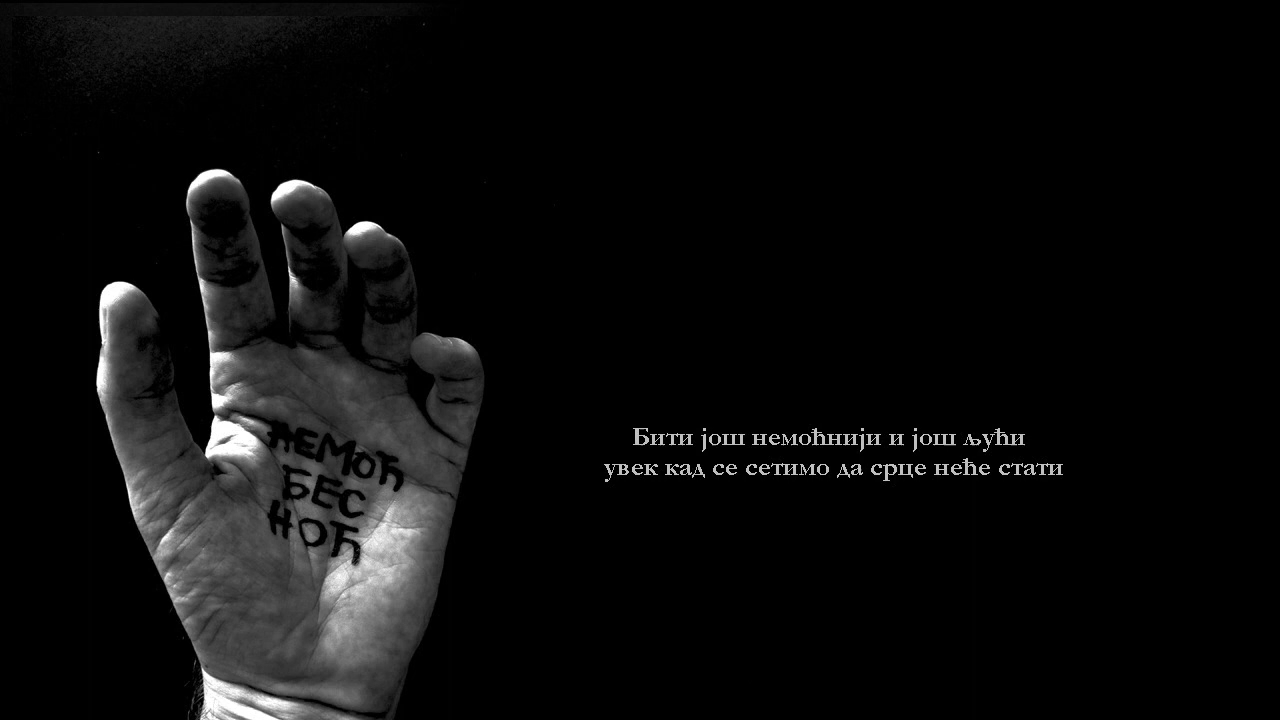 НЕМОЋ
БЕС
НОЋ
Бити још немоћнији и још љући
увек кад се сетимо да срце неће стати